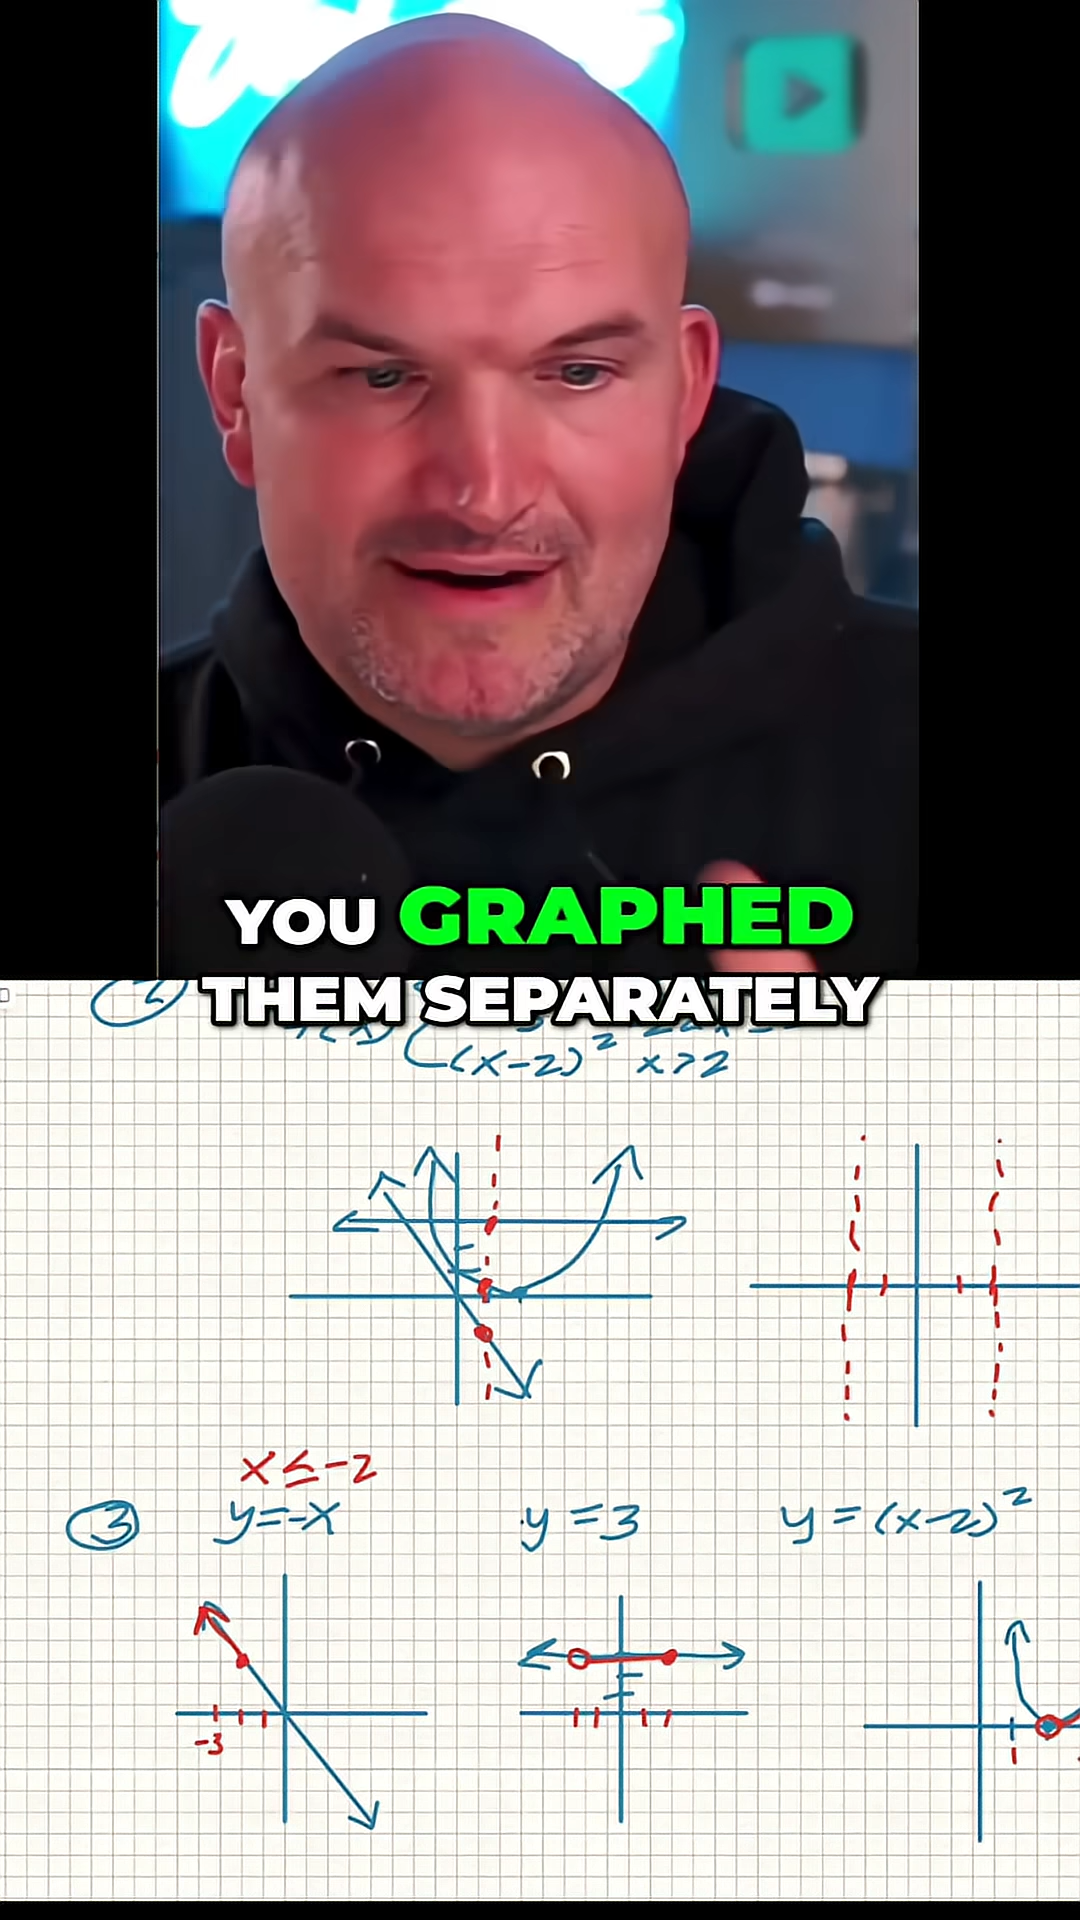 YOU GRAPHED
THEM SEPARATELY
(x-2)² x>2
x≤-2
③ y=-x y=3 y=(x-2)²
-3